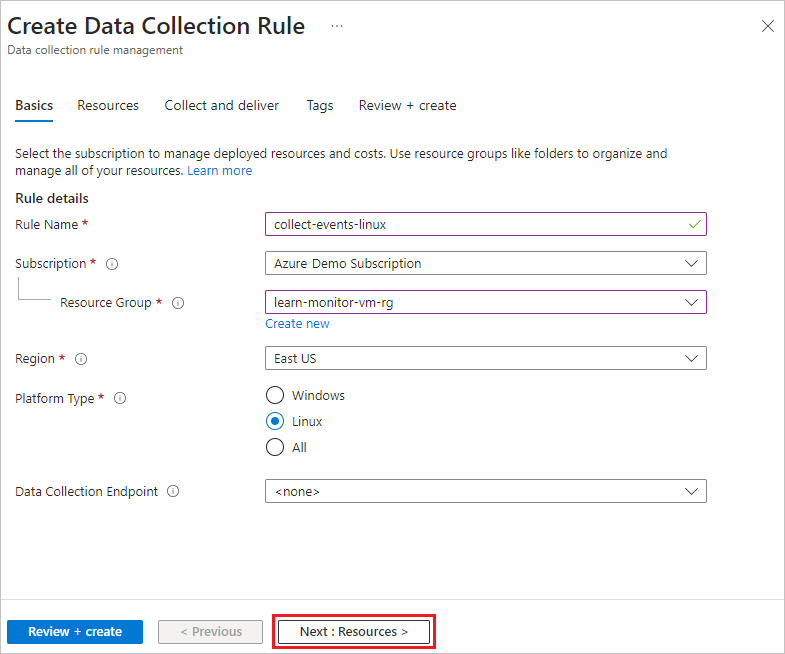 Create Data Collection Rule ...
Data collection rule management
Basics Resources Collect and deliver Tags Review + create
Select the subscription to manage deployed resources and costs. Use resource groups like folders to organize and
manage all of your resources. Learn more
Rule details
Rule Name * collect-events-linux
Subscription * Azure Demo Subscription
Resource Group * learn-monitor-vm-rg
Create new
Region * East US
Platform Type * Windows
Linux
All
Data Collection Endpoint <none>
Review + create < Previous Next : Resources >